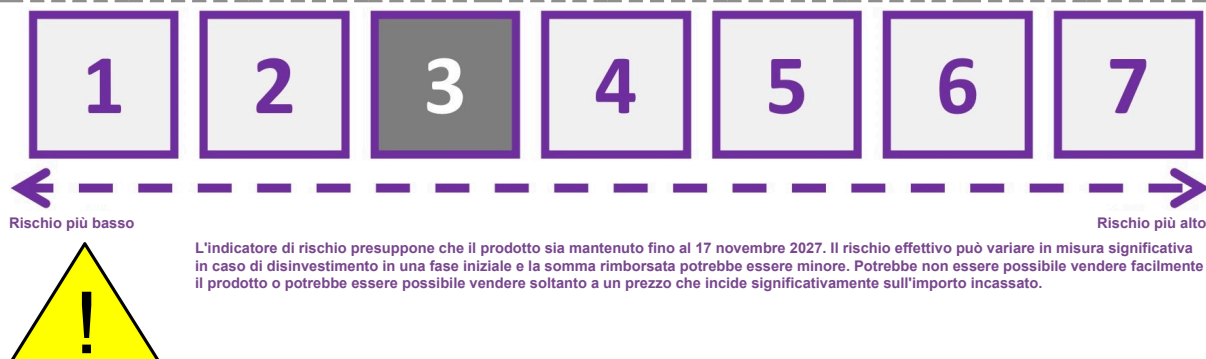 1 2 3 4 5 6 7
Rischio più basso Rischio più alto
L'indicatore di rischio presuppone che il prodotto sia mantenuto fino al 17 novembre 2027. Il rischio effettivo può variare in misura significativa
in caso di disinvestimento in una fase iniziale e la somma rimborsata potrebbe essere minore. Potrebbe non essere possibile vendere facilmente
il prodotto o potrebbe essere possibile vendere soltanto a un prezzo che incide significativamente sull'importo incassato.
!